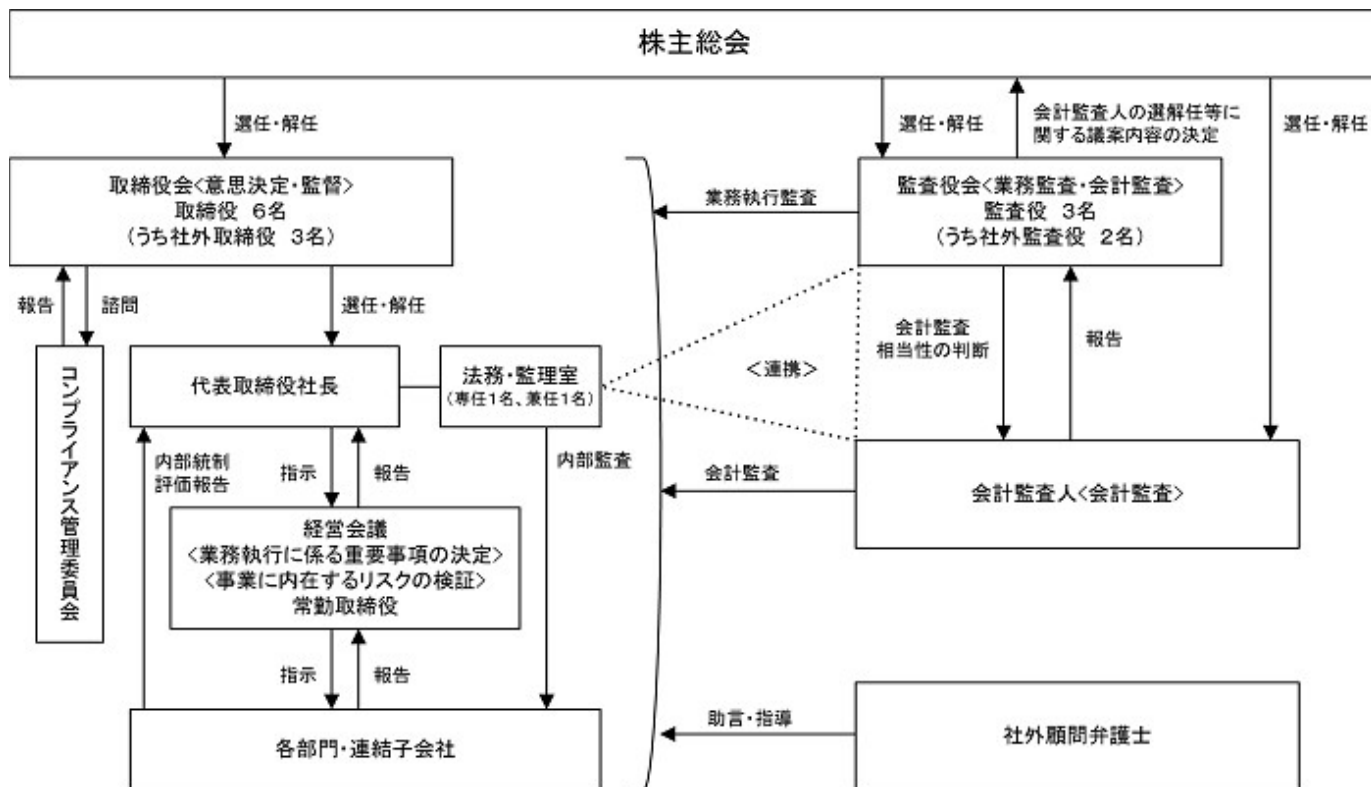 株主総会
選任・解任
選任・解任
会計監査人の選解任等に
関する議案内容の決定
選任・解任
取締役会<意思決定・監督>
取締役 6名
(うち社外取締役 3名)
業務執行監査
監査役会<業務監査・会計監査>
監査役 3名
(うち社外監査役 2名)
報告
諮問
選任・解任
会計監査
相当性の判断
報告
コンプライアンス管理委員会
代表取締役社長
法務・監理室
(専任1名、兼任1名)
<連携>
内部統制
評価報告
指示
報告
内部監査
会計監査
会計監査人<会計監査>
経営会議
<業務執行に係る重要事項の決定>
<事業に内在するリスクの検証>
常勤取締役
指示
報告
各部門・連結子会社
助言・指導
社外顧問弁護士